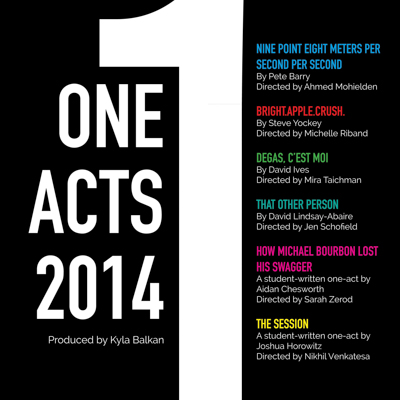 1
ONE
ACTS
2014
Produced by Kyla Balkan
NINE POINT EIGHT METERS PER
SECOND PER SECOND
By Pete Barry
Directed by Ahmed Mohielden
BRIGHT.APPLE.CRUSH.
By Steve Yockey
Directed by Michelle Riband
DEGAS, C'EST MOI
By David Ives
Directed by Mira Taichman
THAT OTHER PERSON
By David Lindsay-Abaire
Directed by Jen Schofield
HOW MICHAEL BOURBON LOST
HIS SWAGGER
A student-written one-act by
Aidan Chesworth
Directed by Sarah Zerod
THE SESSION
A student-written one-act by
Joshua Horowitz
Directed by Nikhil Venkatesa